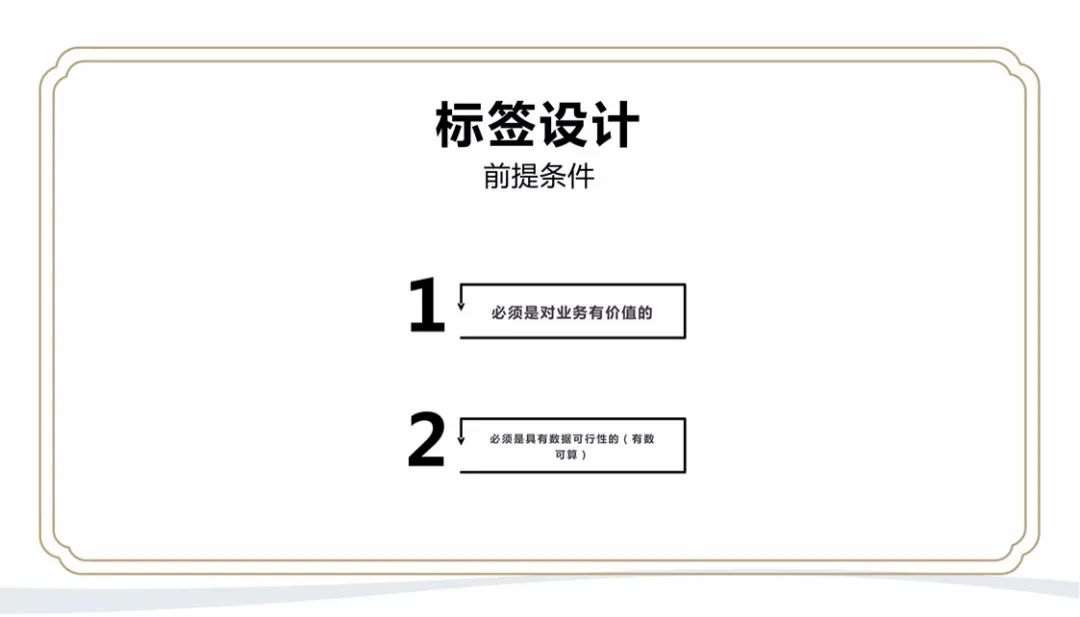 标签设计
前提条件
1
必须是对业务有价值的
2
必须是具有数据可行性的（有数
可算）